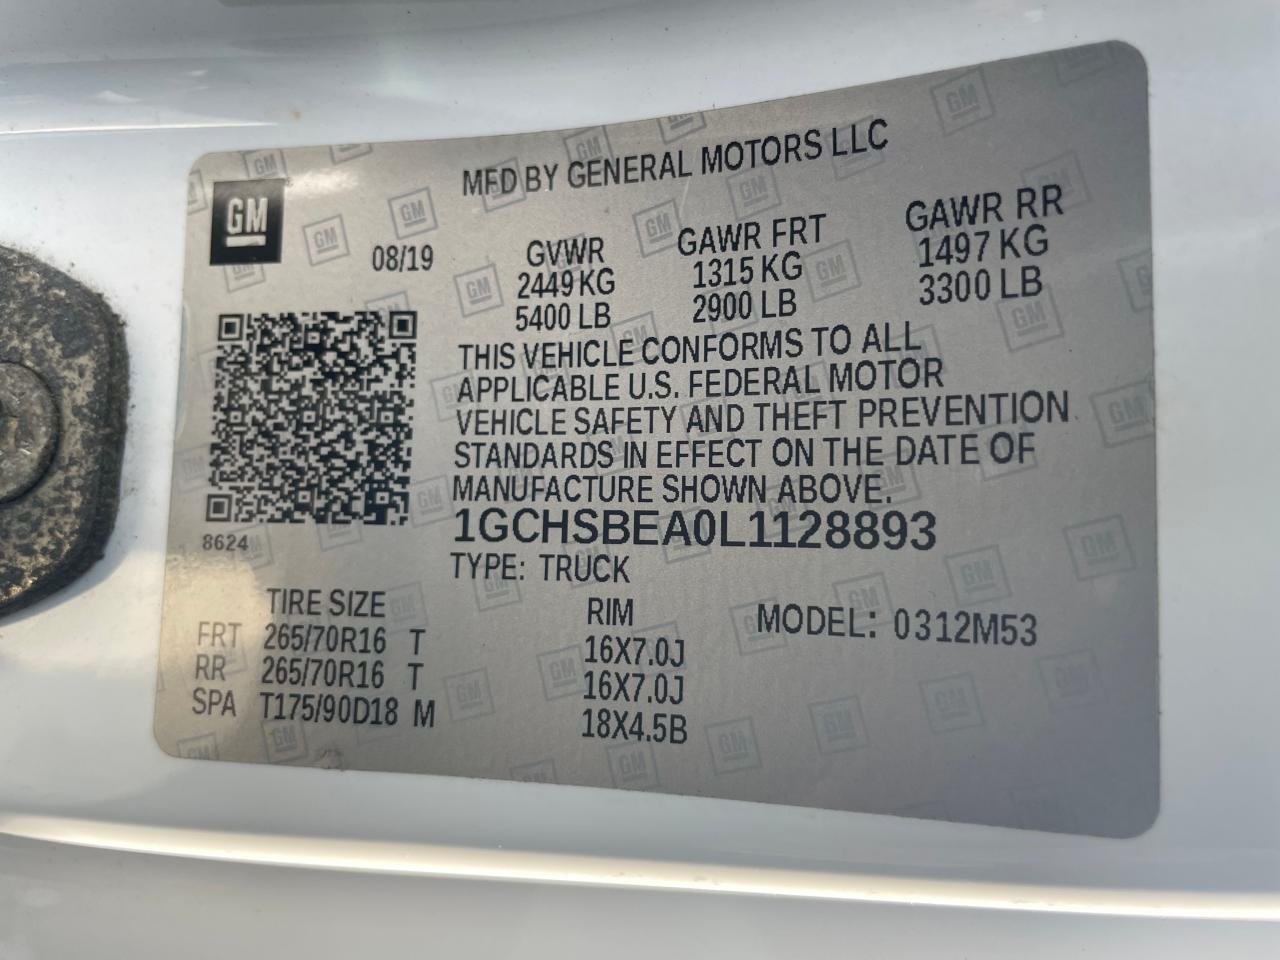 MFD BY GENERAL MOTORS LLC
GM
08/19
GVWR GAWR FRT GAWR RR
2449 KG 1315 KG 1497 KG
5400 LB 2900 LB 3300 LB
THIS VEHICLE CONFORMS TO ALL
APPLICABLE U.S. FEDERAL MOTOR
VEHICLE SAFETY AND THEFT PREVENTION
STANDARDS IN EFFECT ON THE DATE OF
MANUFACTURE SHOWN ABOVE.
1GCHSBEA0L1128893
8624
TYPE: TRUCK
TIRE SIZE RIM MODEL: 0312M53
FRT 265/70R16 T 16X7.0J
RR 265/70R16 T 16X7.0J
SPA T175/90D18 M 18X4.5B